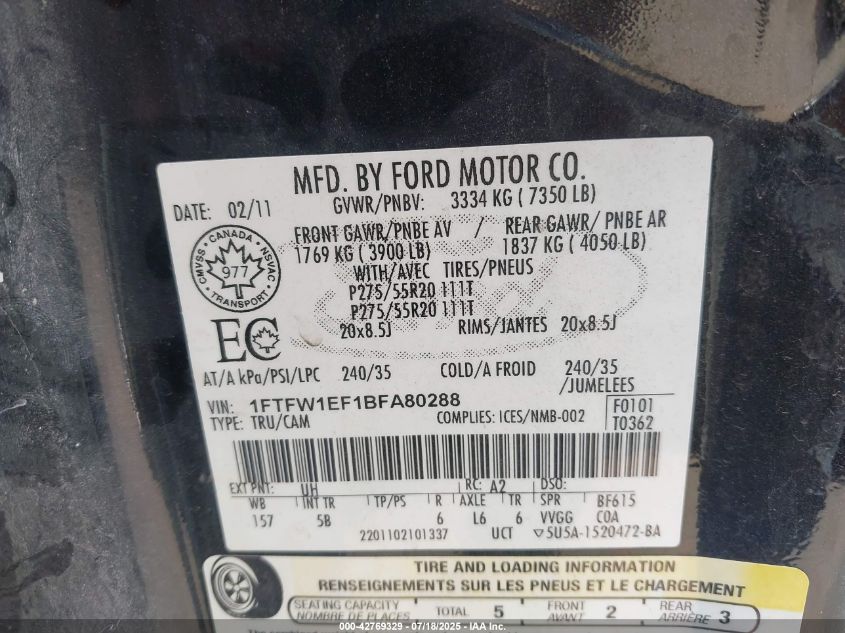 MFD. BY FORD MOTOR CO.
DATE: 02/11 GVWR/PNBV: 3334 KG ( 7350 LB)
FRONT GAWR/PNBE AV / REAR GAWR/ PNBE AR
1769 KG ( 3900 LB) 1837 KG ( 4050 LB)
WITH/AVEC TIRES/PNEUS
P275/55R20 111T
P275/55R20 111T
20x8.5J RIMS/JANTES 20x8.5J
CMVSS • CANADA • NSVAC
977
TRANSPORT
EC
AT/A kPa/PSI/LPC 240/35 COLD/A FROID 240/35
/JUMELEES
VIN: 1FTFW1EF1BFA80288 F0101
TYPE: TRU/CAM COMPLIES: ICES/NMB-002 T0362
EXT PNT: UH RC: A2 DSO:
WB INT TR TP/PS R AXLE TR SPR BF615
157 5B 6 L6 6 VVGG COA
2201102101337 UCT ▽5U5A-1520472-BA
TIRE AND LOADING INFORMATION
RENSEIGNEMENTS SUR LES PNEUS ET LE CHARGEMENT
SEATING CAPACITY TOTAL 5 FRONT 2 REAR 3
NOMBRE DE PLACES AVANT ARRIÈRE
000-42769329 - 07/18/2025 - IAA Inc.